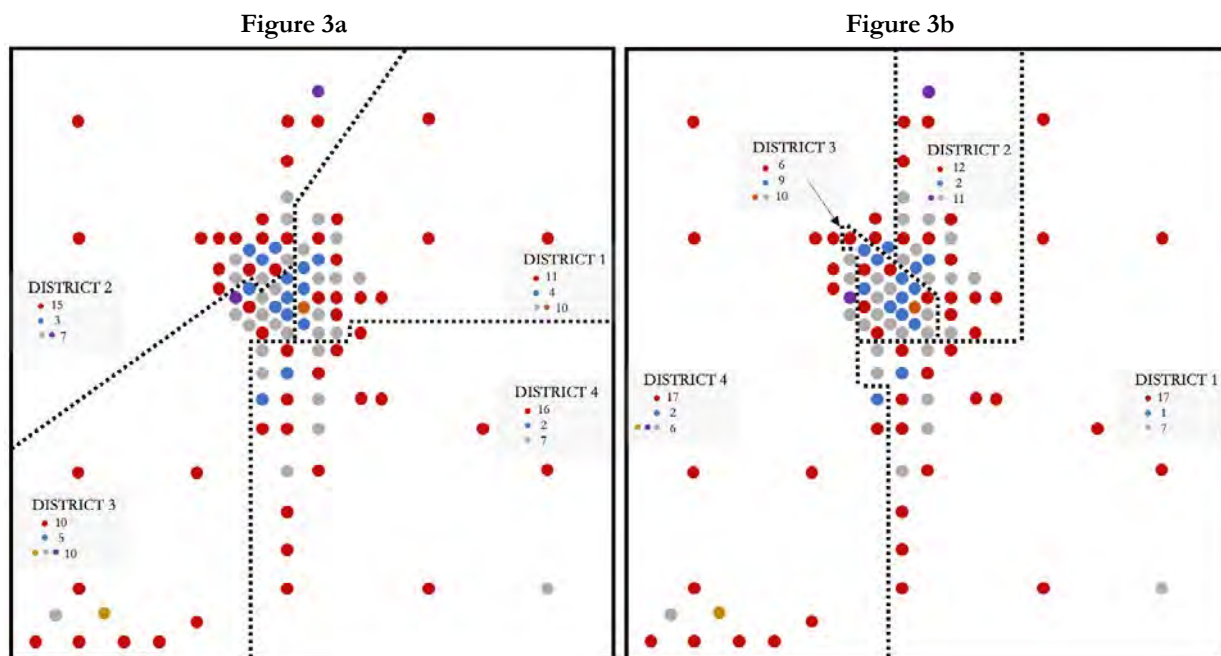 Figure 3a
DISTRICT 1
11
4
10
DISTRICT 2
15
3
7
DISTRICT 4
16
2
7
DISTRICT 3
10
5
10
Figure 3b
DISTRICT 3
6
9
10
DISTRICT 2
12
2
11
DISTRICT 4
17
2
6
DISTRICT 1
17
1
7